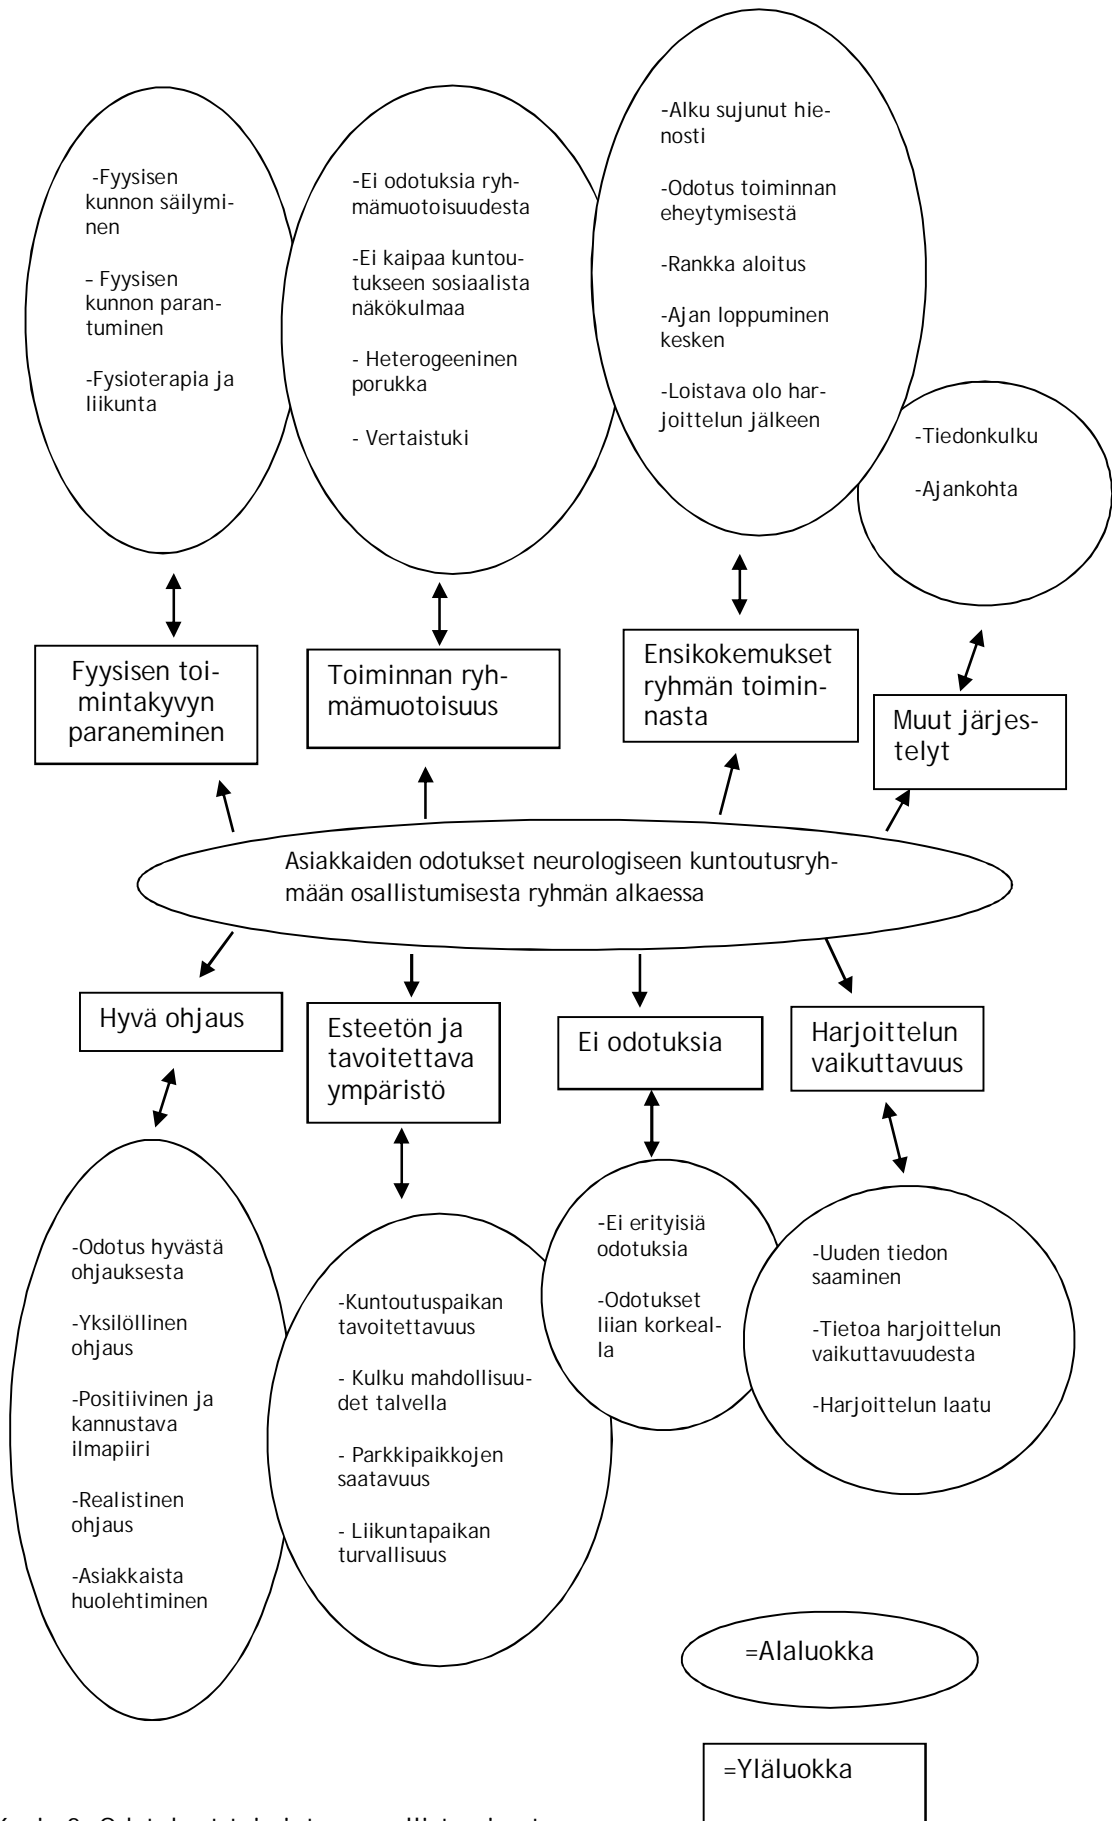 -Fyysisen
kunnon säilymi-
nen
- Fyysisen
kunnon paran-
tuminen
-Fysioterapia ja
liikunta
-Ei odotuksia ryh-
mämuotoisuudesta
-Ei kaipaa kuntou-
tukseen sosiaalista
näkökulmaa
- Heterogeeninen
porukka
- Vertaistuki
-Alku sujunut hie-
nosti
-Odotus toiminnan
eheytymisestä
-Rankka aloitus
-Ajan loppuminen
kesken
-Loistava olo har-
joittelun jälkeen
-Tiedonkulku
-Ajankohta
Fyysisen toi-
mintakyvyn
paraneminen
Toiminnan ryh-
mämuotoisuus
Ensikokemukset
ryhmän toimin-
nasta
Muut järjes-
telyt
Asiakkaiden odotukset neurologiseen kuntoutusryh-
mään osallistumisesta ryhmän alkaessa
Hyvä ohjaus
Esteetön ja
tavoitettava
ympäristö
Ei odotuksia
Harjoittelun
vaikuttavuus
-Odotus hyvästä
ohjauksesta
-Yksilöllinen
ohjaus
-Positiivinen ja
kannustava
ilmapiiri
-Realistinen
ohjaus
-Asiakkaista
huolehtiminen
-Kuntoutuspaikan
tavoitettavuus
- Kulku mahdollisuu-
det talvella
- Parkkipaikkojen
saatavuus
- Liikuntapaikan
turvallisuus
-Ei erityisiä
odotuksia
-Odotukset
liian korkeal-
la
-Uuden tiedon
saaminen
-Tietoa harjoittelun
vaikuttavuudesta
-Harjoittelun laatu
=Alaluokka
=Yläluokka